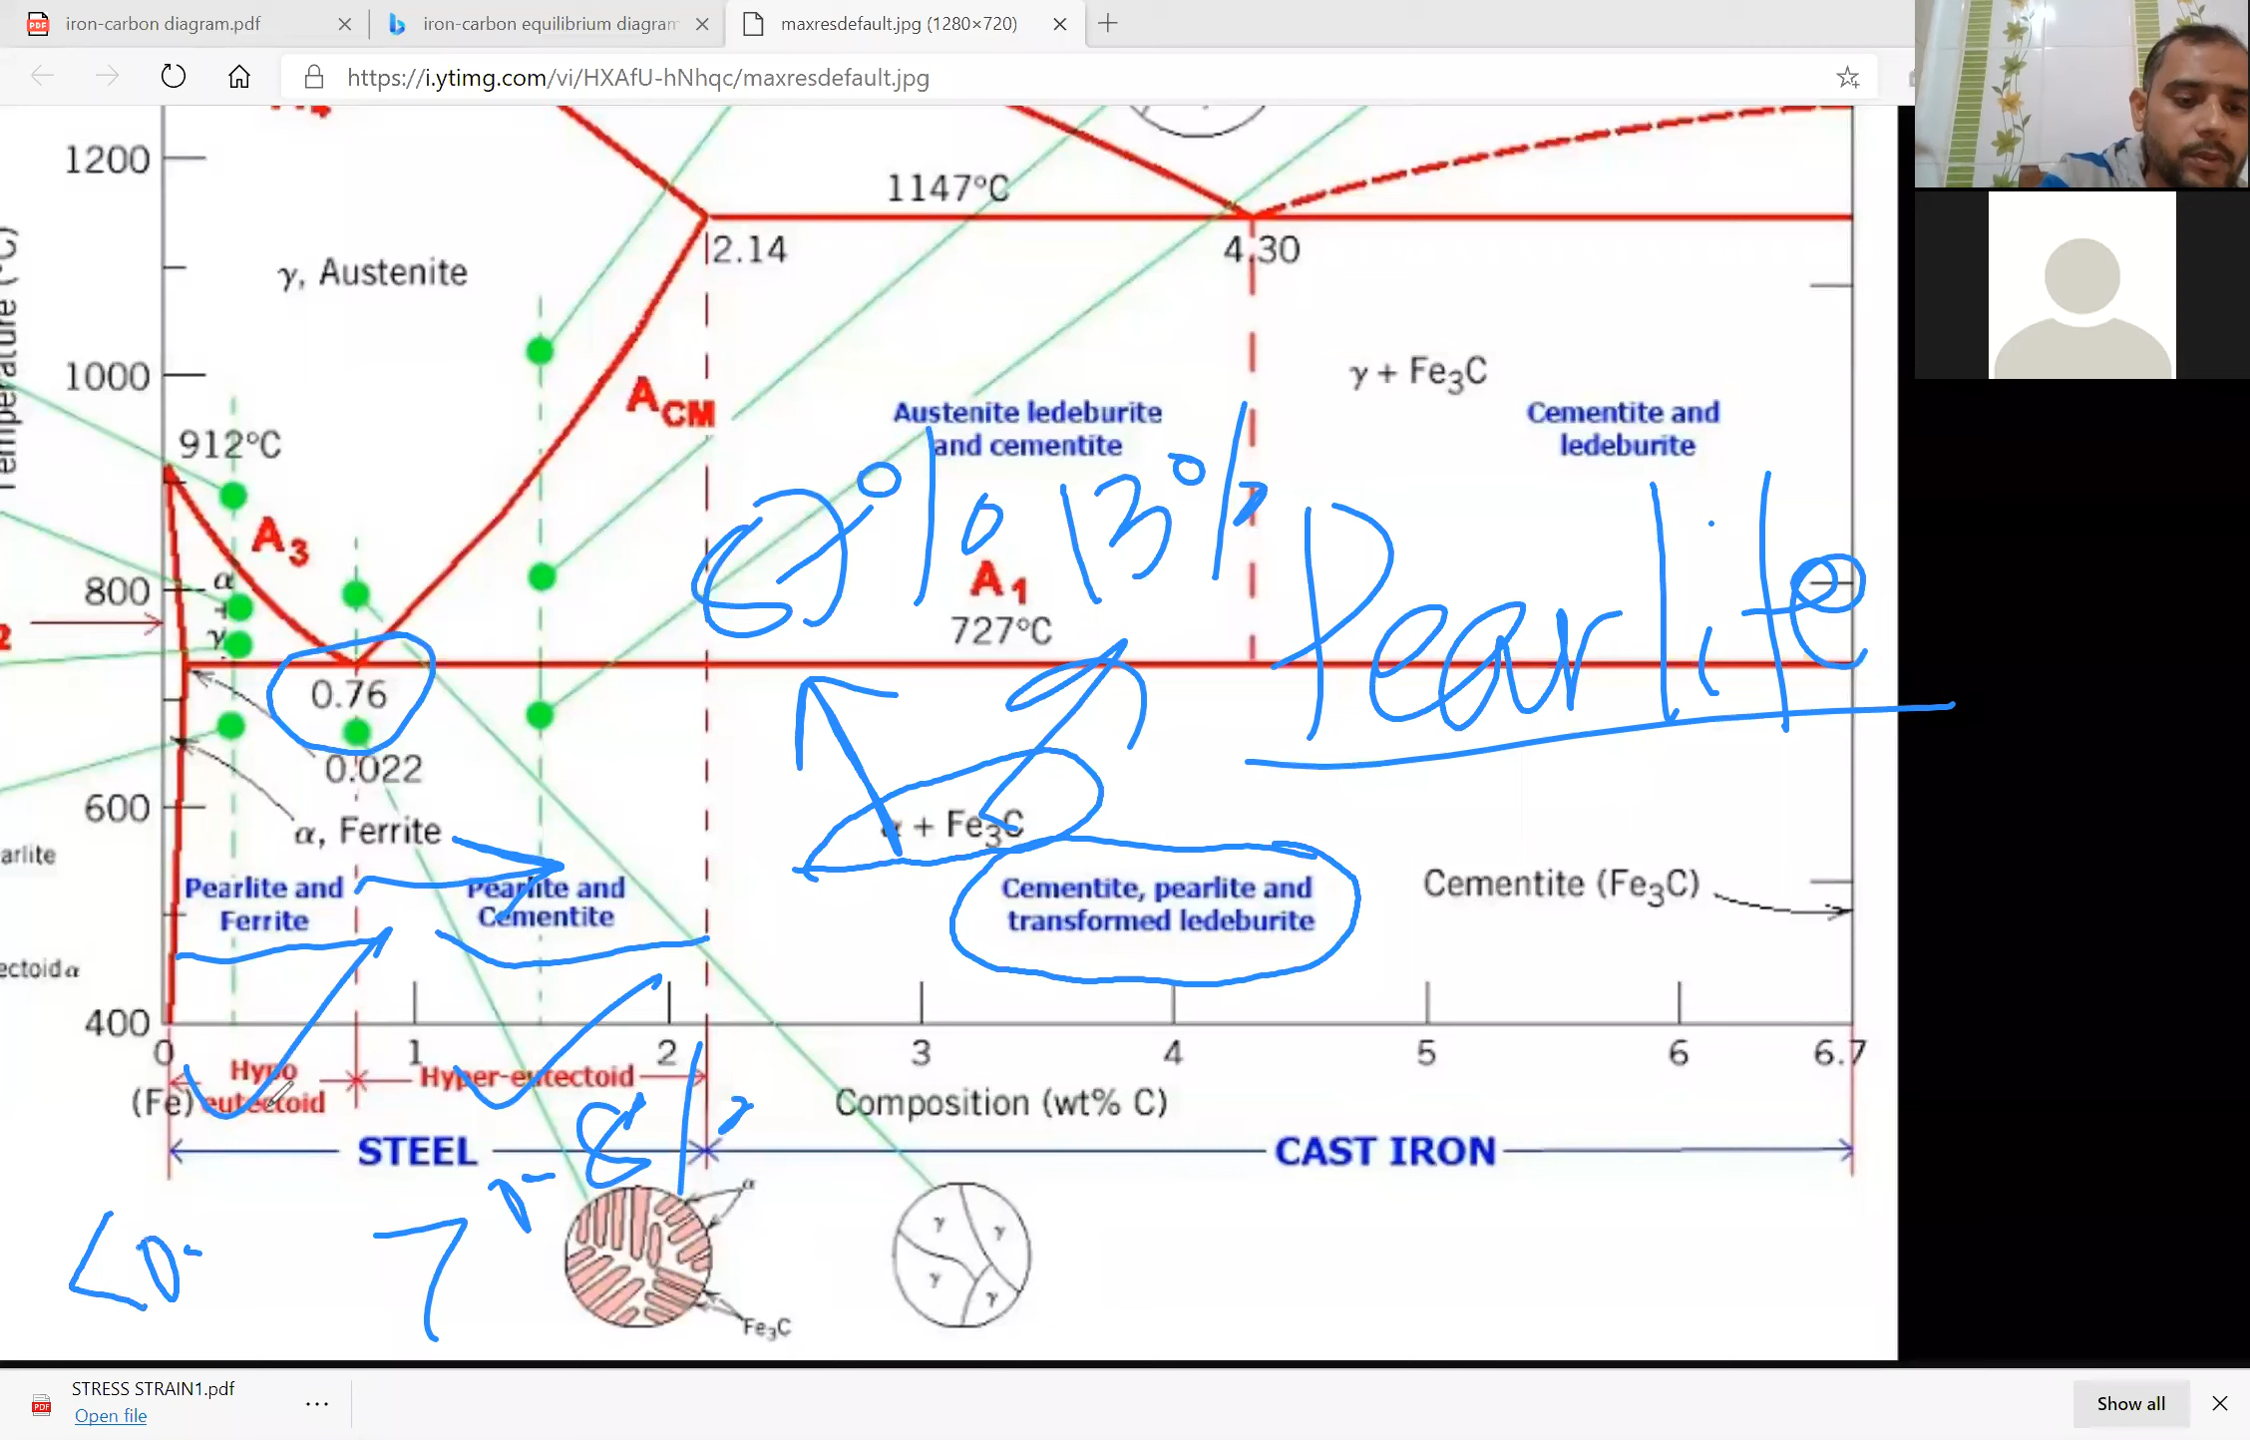 iron-carbon diagram.pdf
iron-carbon equilibrium diagram
maxresdefault.jpg (1280×720)
https://i.ytimg.com/vi/HXAfU-hNhqc/maxresdefault.jpg
1200
1147°C
2.14
4.30
γ, Austenite
1000
ACM
γ + Fe3C
Austenite ledeburite
and cementite
Cementite and
ledeburite
912°C
A3
13%
Pearlite
α
+
γ
800
A1
727°C
0.76
0.022
600
α, Ferrite
α + Fe3C
arlite
Pearlite and
Ferrite
Pearlite and
Cementite
Cementite, pearlite and
transformed ledeburite
Cementite (Fe3C)
ectoid α
400
0
1
2
3
4
5
6
6.7
Hypo
eutectoid
Hyper-eutectoid
(Fe)
Composition (wt% C)
STEEL
CAST IRON
α
γ
γ
γ
γ
Fe3C
STRESS STRAIN1.pdf
Open file
Show all